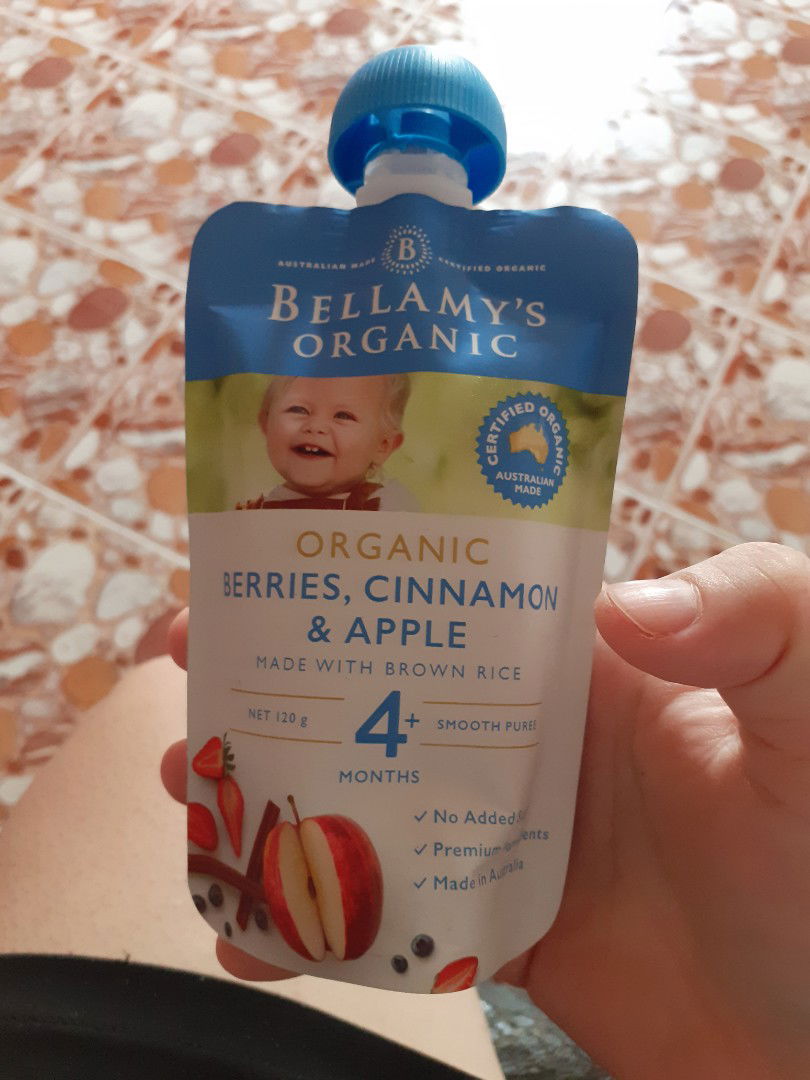 B
AUSTRALIAN MADE CERTIFIED ORGANIC
BELLAMY'S
ORGANIC
CERTIFIED ORGANIC
AUSTRALIAN
MADE
ORGANIC
BERRIES, CINNAMON
& APPLE
MADE WITH BROWN RICE
NET 120 g
4+
SMOOTH PUREE
MONTHS
✓ No Added
✓ Premium
✓ Made in Australia